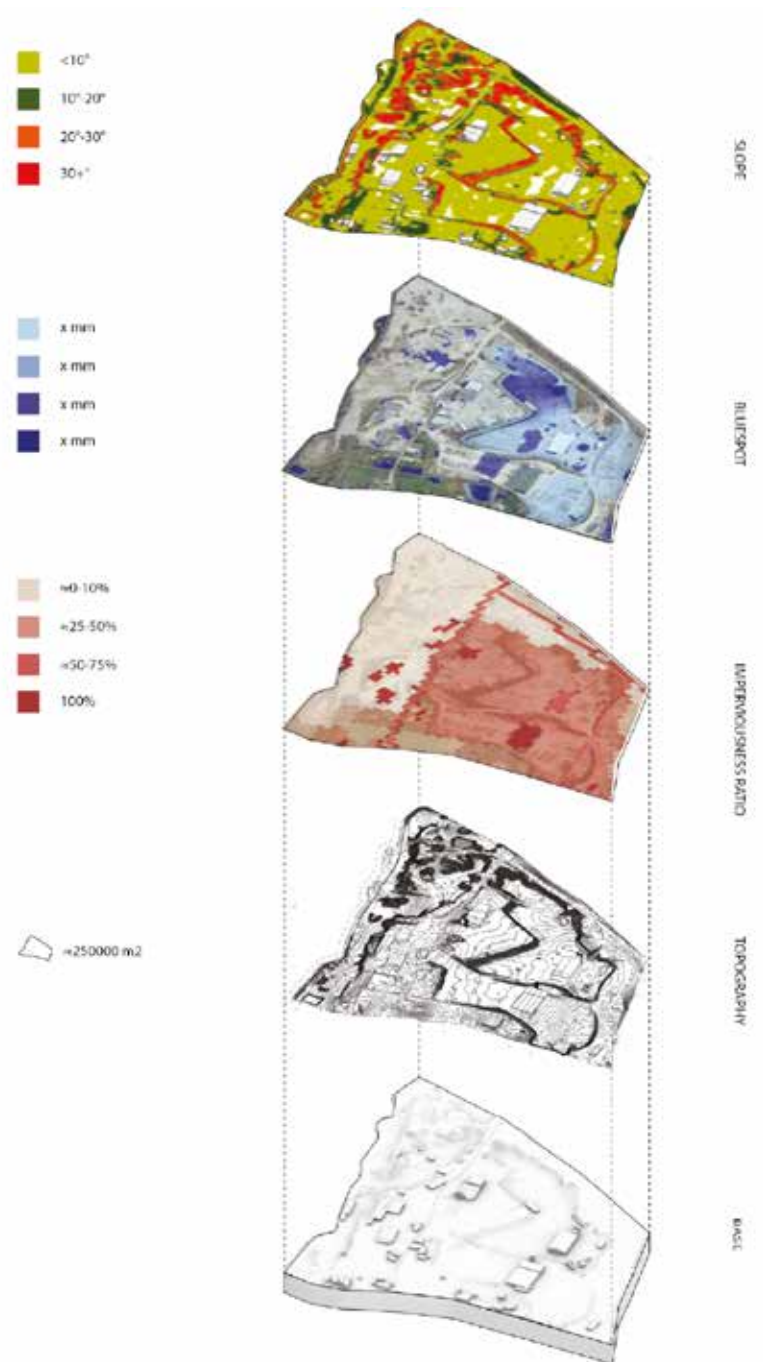 <10°
10°-20°
20°-30°
30+°
SLOPE
x mm
x mm
x mm
x mm
BLUESPOT
≈0-10%
≈25-50%
≈50-75%
100%
IMPERVIOUSNESS RATIO
≈250000 m2
TOPOGRAPHY
BASE